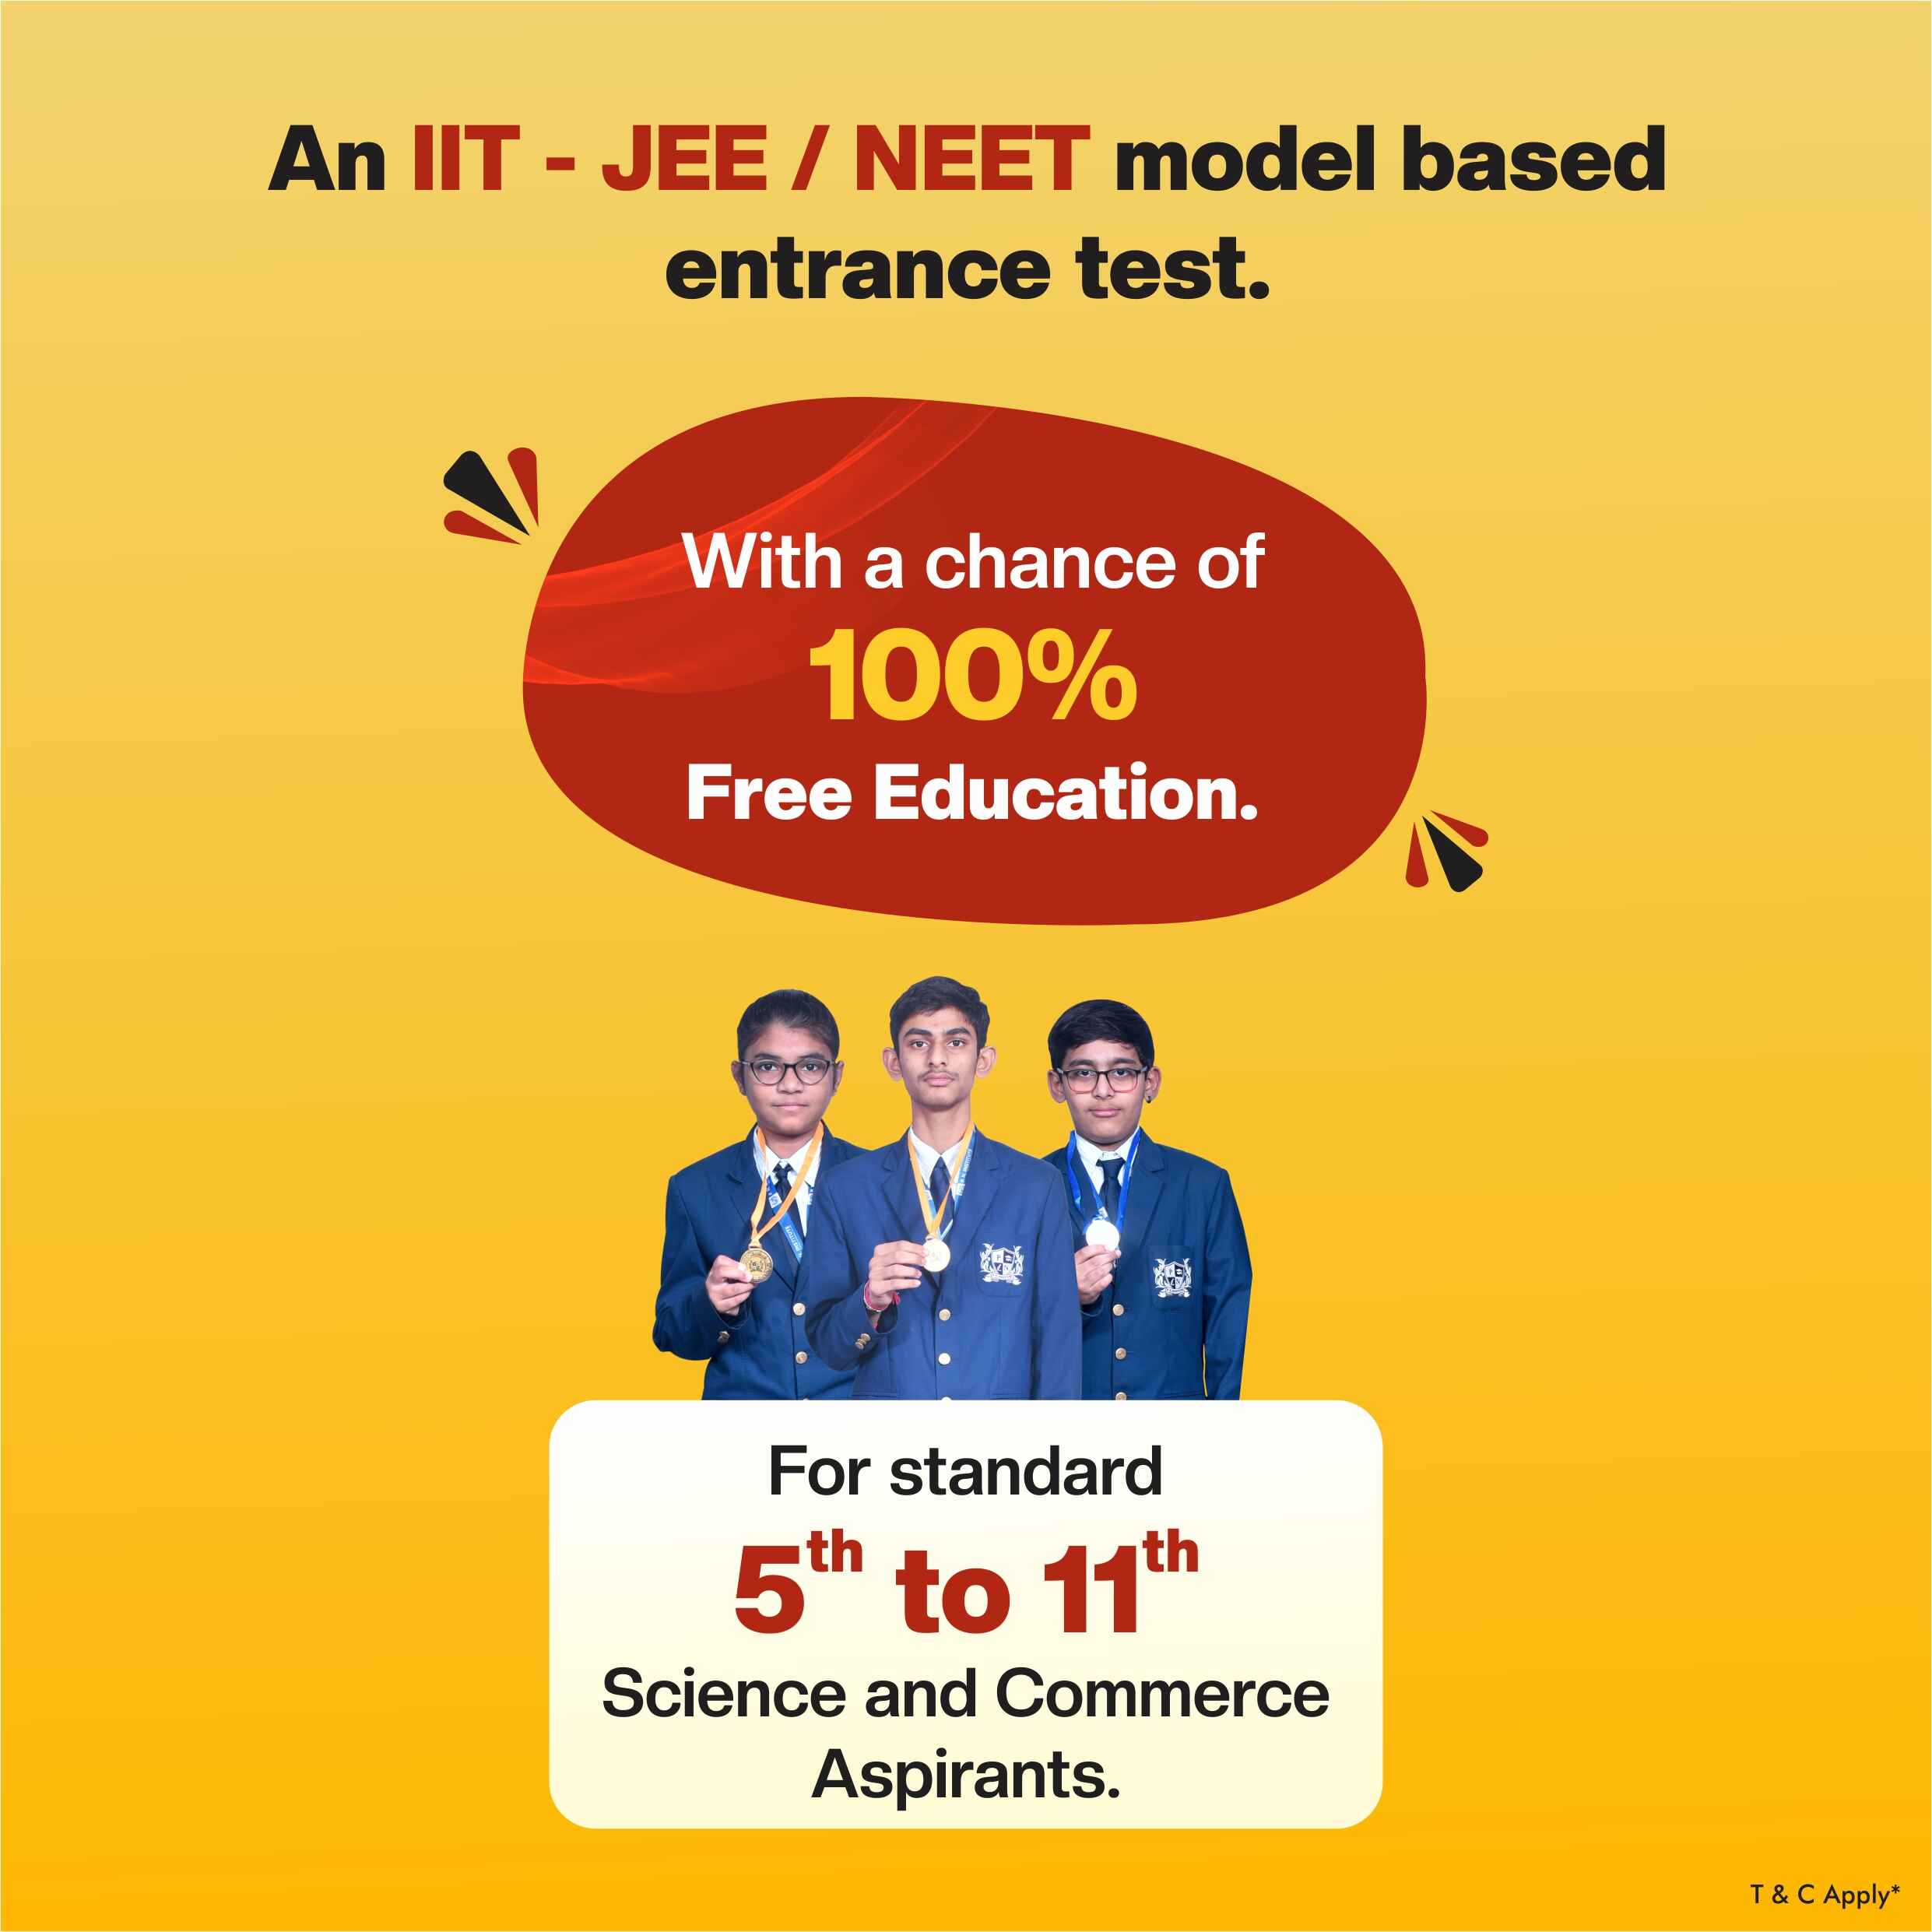 An IIT - JEE / NEET model based
entrance test.
With a chance of
100%
Free Education.
For standard
5th to 11th
Science and Commerce
Aspirants.
T & C Apply*